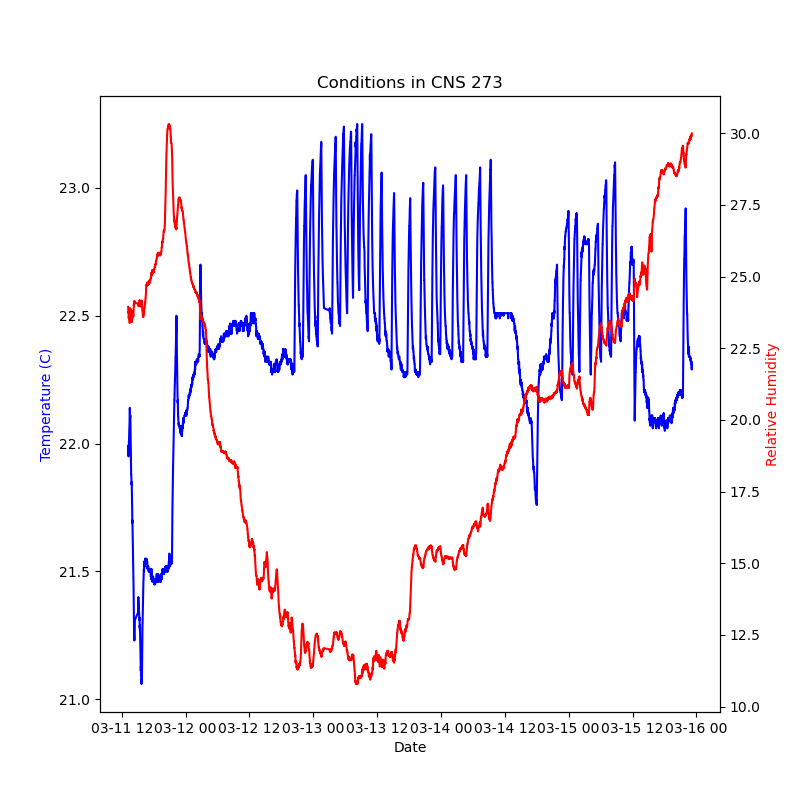 Conditions in CNS 273
23.0
22.5
22.0
21.5
21.0
Temperature (C)
30.0
27.5
25.0
22.5
20.0
17.5
15.0
12.5
10.0
Relative Humidity
03-11 12 03-12 00 03-12 12 03-13 00 03-13 12 03-14 00 03-14 12 03-15 00 03-15 12 03-16 00
Date